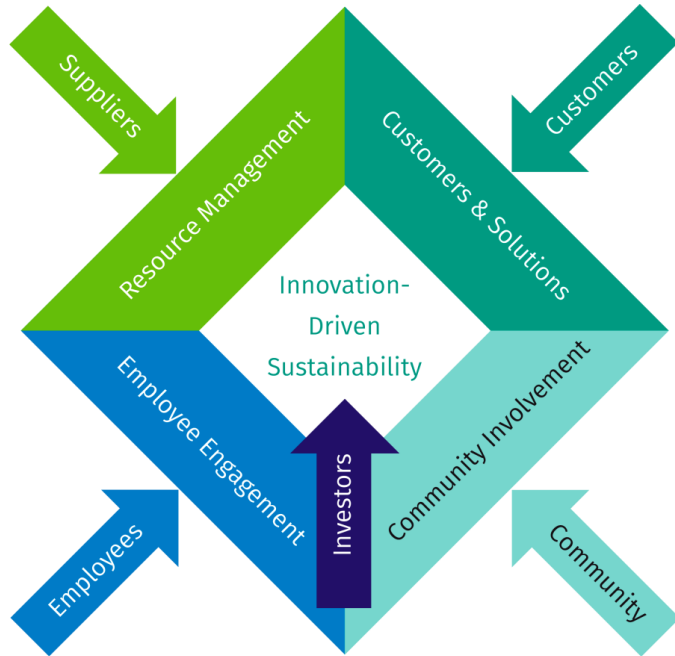 Suppliers
Customers
Resource Management
Customers & Solutions
Innovation-
Driven
Sustainability
Employee Engagement
Community Involvement
Investors
Employees
Community